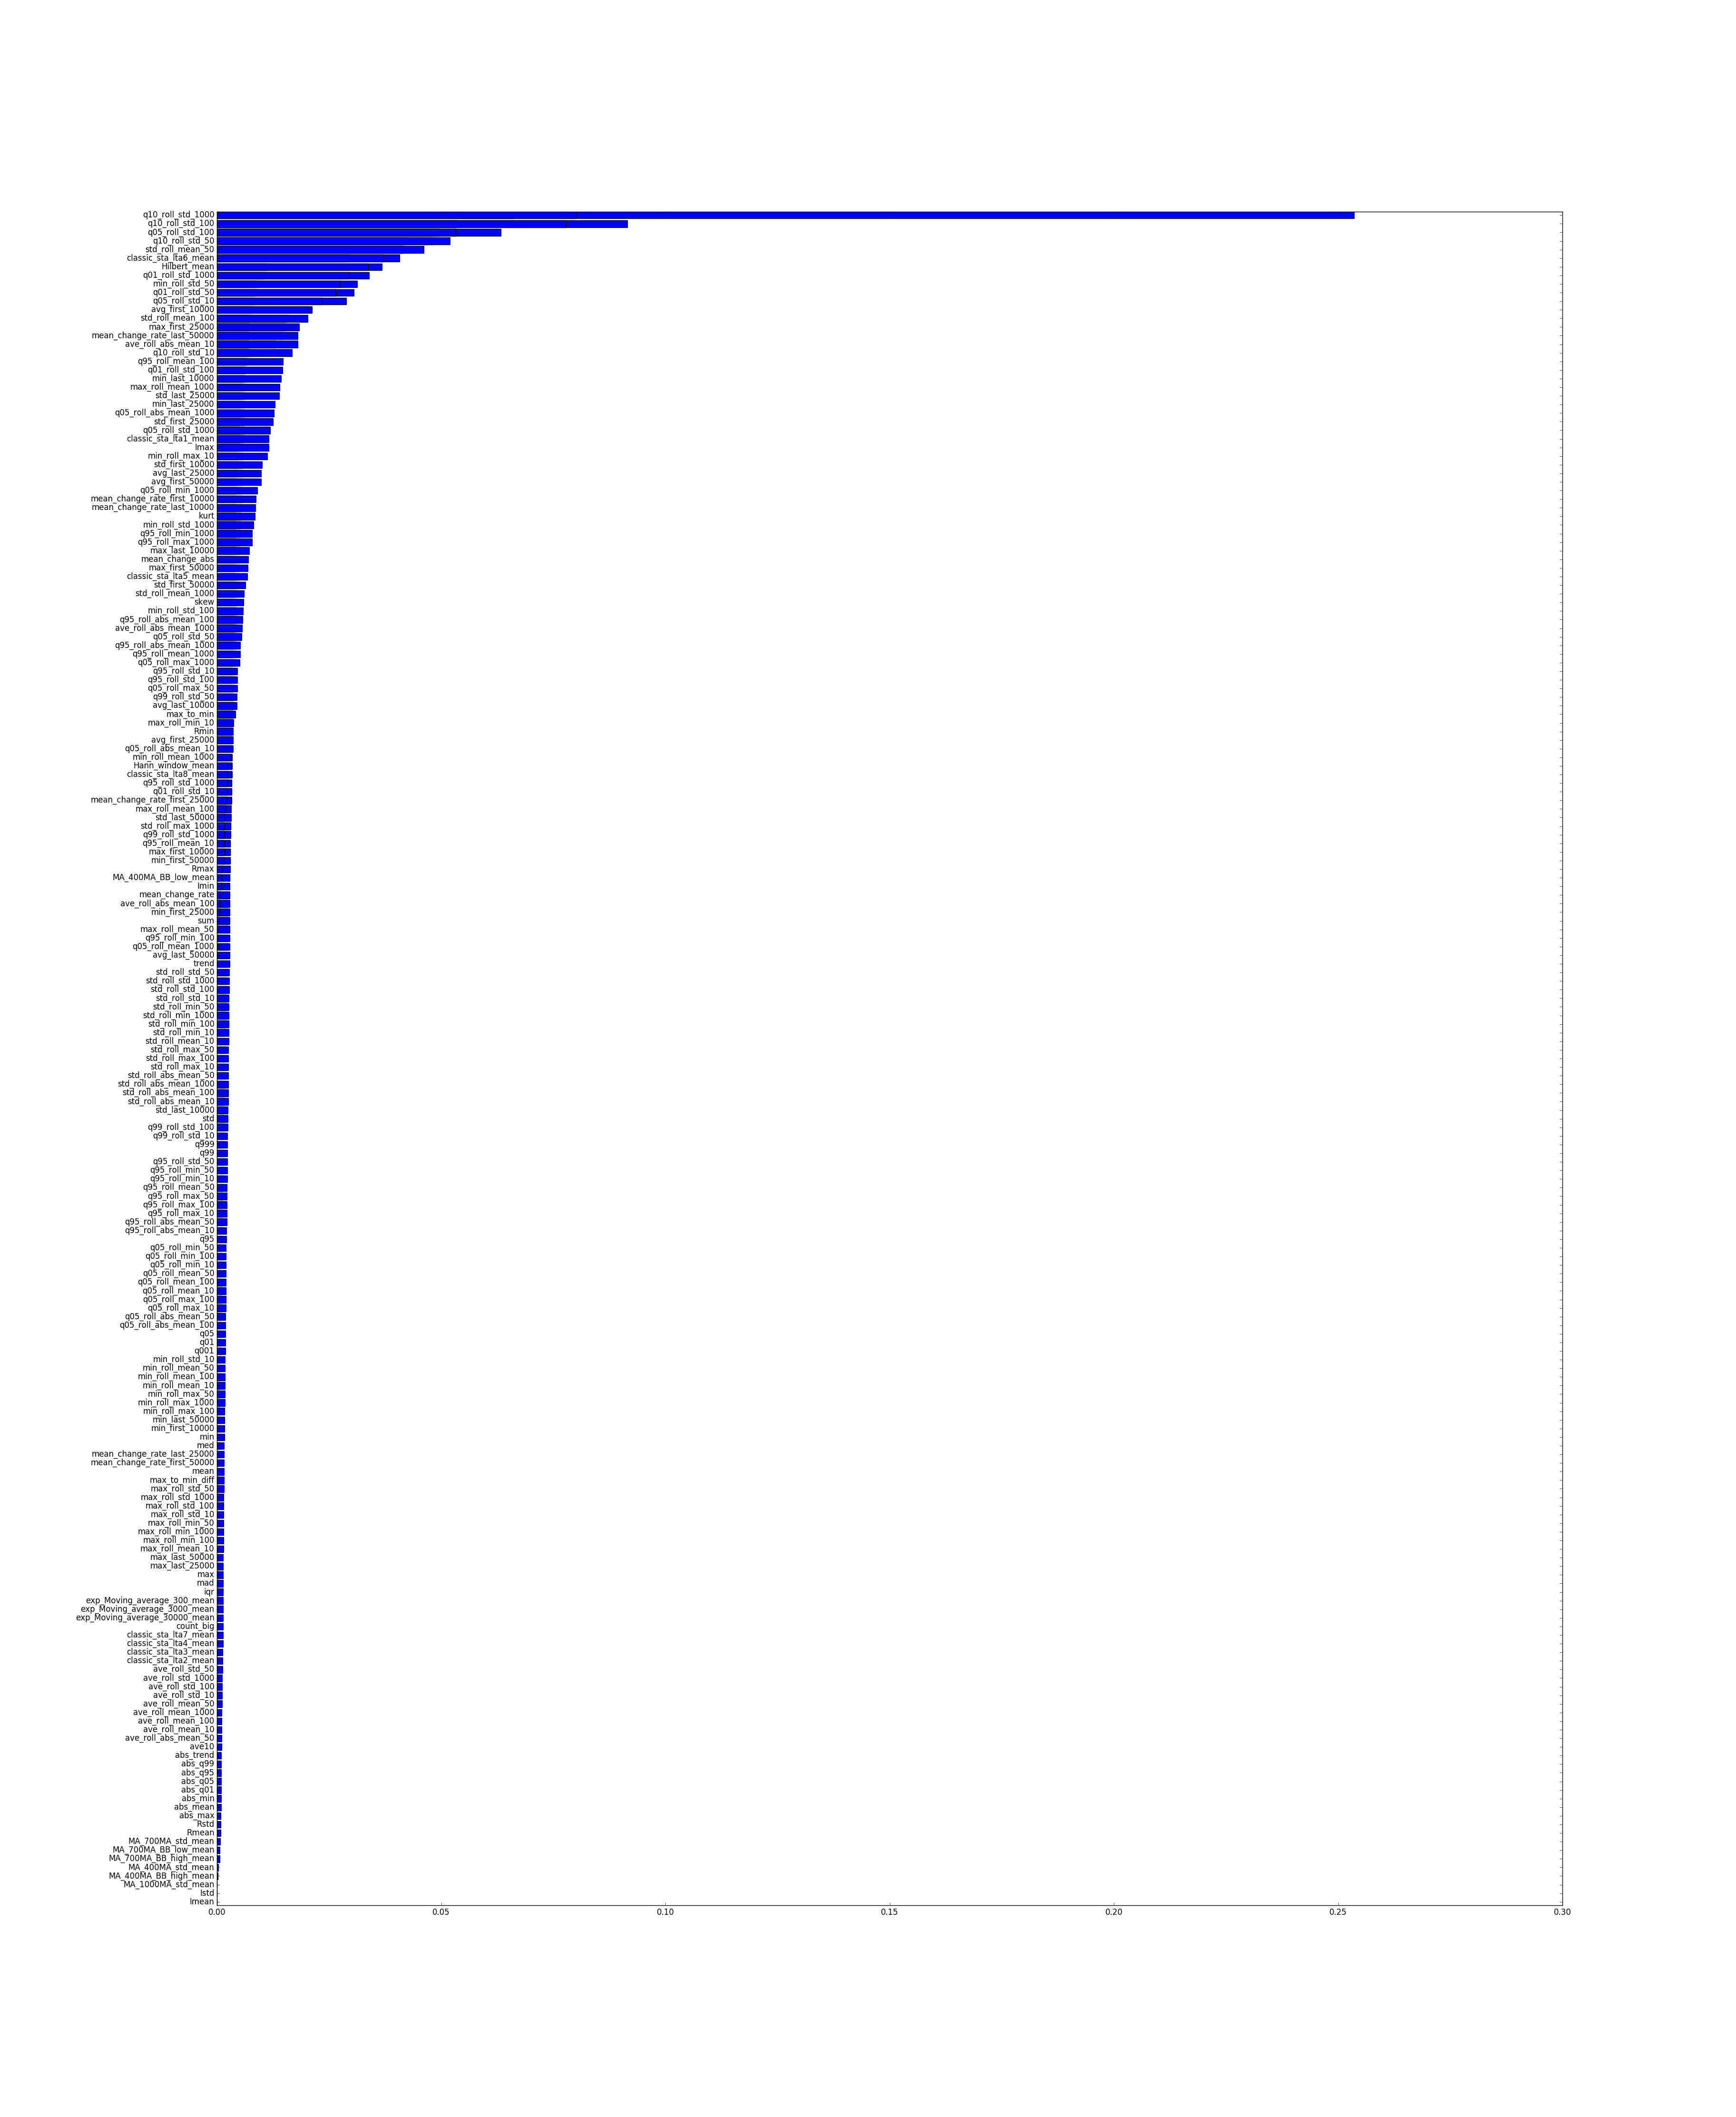 q10_roll_std_1000
q10_roll_std_100
q05_roll_std_100
q10_roll_std_50
std_roll_mean_50
classic_sta_lta6_mean
Hilbert_mean
q01_roll_std_1000
min_roll_std_50
q01_roll_std_50
q05_roll_std_10
avg_first_10000
std_roll_mean_100
max_first_25000
mean_change_rate_last_50000
ave_roll_abs_mean_10
q10_roll_std_10
q95_roll_mean_100
q01_roll_std_100
min_last_10000
max_roll_mean_1000
std_last_25000
min_last_25000
q05_roll_abs_mean_1000
std_first_25000
q05_roll_std_1000
classic_sta_lta1_mean
Imax
min_roll_max_10
std_first_10000
avg_last_25000
avg_first_50000
q05_roll_min_1000
mean_change_rate_first_10000
mean_change_rate_last_10000
kurt
min_roll_std_1000
q95_roll_min_1000
q95_roll_max_1000
max_last_10000
mean_change_abs
max_first_50000
classic_sta_lta5_mean
std_first_50000
std_roll_mean_1000
skew
min_roll_std_100
q95_roll_abs_mean_100
ave_roll_abs_mean_1000
q05_roll_std_50
q95_roll_abs_mean_1000
q95_roll_mean_1000
q05_roll_max_1000
q95_roll_std_10
q95_roll_std_100
q05_roll_max_50
q99_roll_std_50
avg_last_10000
max_to_min
max_roll_min_10
Rmin
avg_first_25000
q05_roll_abs_mean_10
min_roll_mean_1000
Hann_window_mean
classic_sta_lta8_mean
q95_roll_std_1000
q01_roll_std_10
mean_change_rate_first_25000
max_roll_mean_100
std_last_50000
std_roll_max_1000
q99_roll_std_1000
q95_roll_mean_10
max_first_10000
min_first_50000
Rmax
MA_400MA_BB_low_mean
Imin
mean_change_rate
ave_roll_abs_mean_100
min_first_25000
sum
max_roll_mean_50
q95_roll_min_100
q05_roll_mean_1000
avg_last_50000
trend
std_roll_std_50
std_roll_std_1000
std_roll_std_100
std_roll_std_10
std_roll_min_50
std_roll_min_1000
std_roll_min_100
std_roll_min_10
std_roll_mean_10
std_roll_max_50
std_roll_max_100
std_roll_max_10
std_roll_abs_mean_50
std_roll_abs_mean_1000
std_roll_abs_mean_100
std_roll_abs_mean_10
std_last_10000
std
q99_roll_std_100
q99_roll_std_10
q999
q99
q95_roll_std_50
q95_roll_min_50
q95_roll_min_10
q95_roll_mean_50
q95_roll_max_50
q95_roll_max_100
q95_roll_max_10
q95_roll_abs_mean_50
q95_roll_abs_mean_10
q95
q05_roll_min_50
q05_roll_min_100
q05_roll_min_10
q05_roll_mean_50
q05_roll_mean_100
q05_roll_mean_10
q05_roll_max_100
q05_roll_max_10
q05_roll_abs_mean_50
q05_roll_abs_mean_100
q05
q01
q001
min_roll_std_10
min_roll_mean_50
min_roll_mean_100
min_roll_mean_10
min_roll_max_50
min_roll_max_1000
min_roll_max_100
min_last_50000
min_first_10000
min
med
mean_change_rate_last_25000
mean_change_rate_first_50000
mean
max_to_min_diff
max_roll_std_50
max_roll_std_1000
max_roll_std_100
max_roll_std_10
max_roll_min_50
max_roll_min_1000
max_roll_min_100
max_roll_mean_10
max_last_50000
max_last_25000
max
mad
iqr
exp_Moving_average_300_mean
exp_Moving_average_3000_mean
exp_Moving_average_30000_mean
count_big
classic_sta_lta7_mean
classic_sta_lta4_mean
classic_sta_lta3_mean
classic_sta_lta2_mean
ave_roll_std_50
ave_roll_std_1000
ave_roll_std_100
ave_roll_std_10
ave_roll_mean_50
ave_roll_mean_1000
ave_roll_mean_100
ave_roll_mean_10
ave_roll_abs_mean_50
ave10
abs_trend
abs_q99
abs_q95
abs_q05
abs_q01
abs_min
abs_mean
abs_max
Rstd
Rmean
MA_700MA_std_mean
MA_700MA_BB_low_mean
MA_700MA_BB_high_mean
MA_400MA_std_mean
MA_400MA_BB_high_mean
MA_1000MA_std_mean
Istd
Imean
0.00 0.05 0.10 0.15 0.20 0.25 0.30